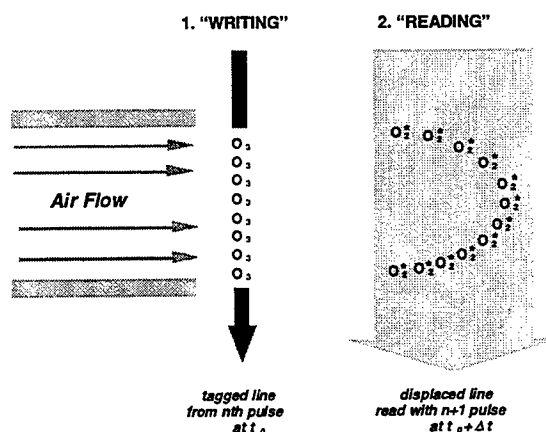 1. "WRITING"
2. "READING"
O₃
O₃
O₃
O₃
Air Flow
O₃
O₃
O₃
O₃
O₂*
O₂*
O₂*
O₂*
O₂*
O₂*
O₂*
O₂*
O₂*
O₂*
O₂*
O₂*
tagged line
from nth pulse
at t₀
displaced line
read with n+1 pulse
at t₀+Δt